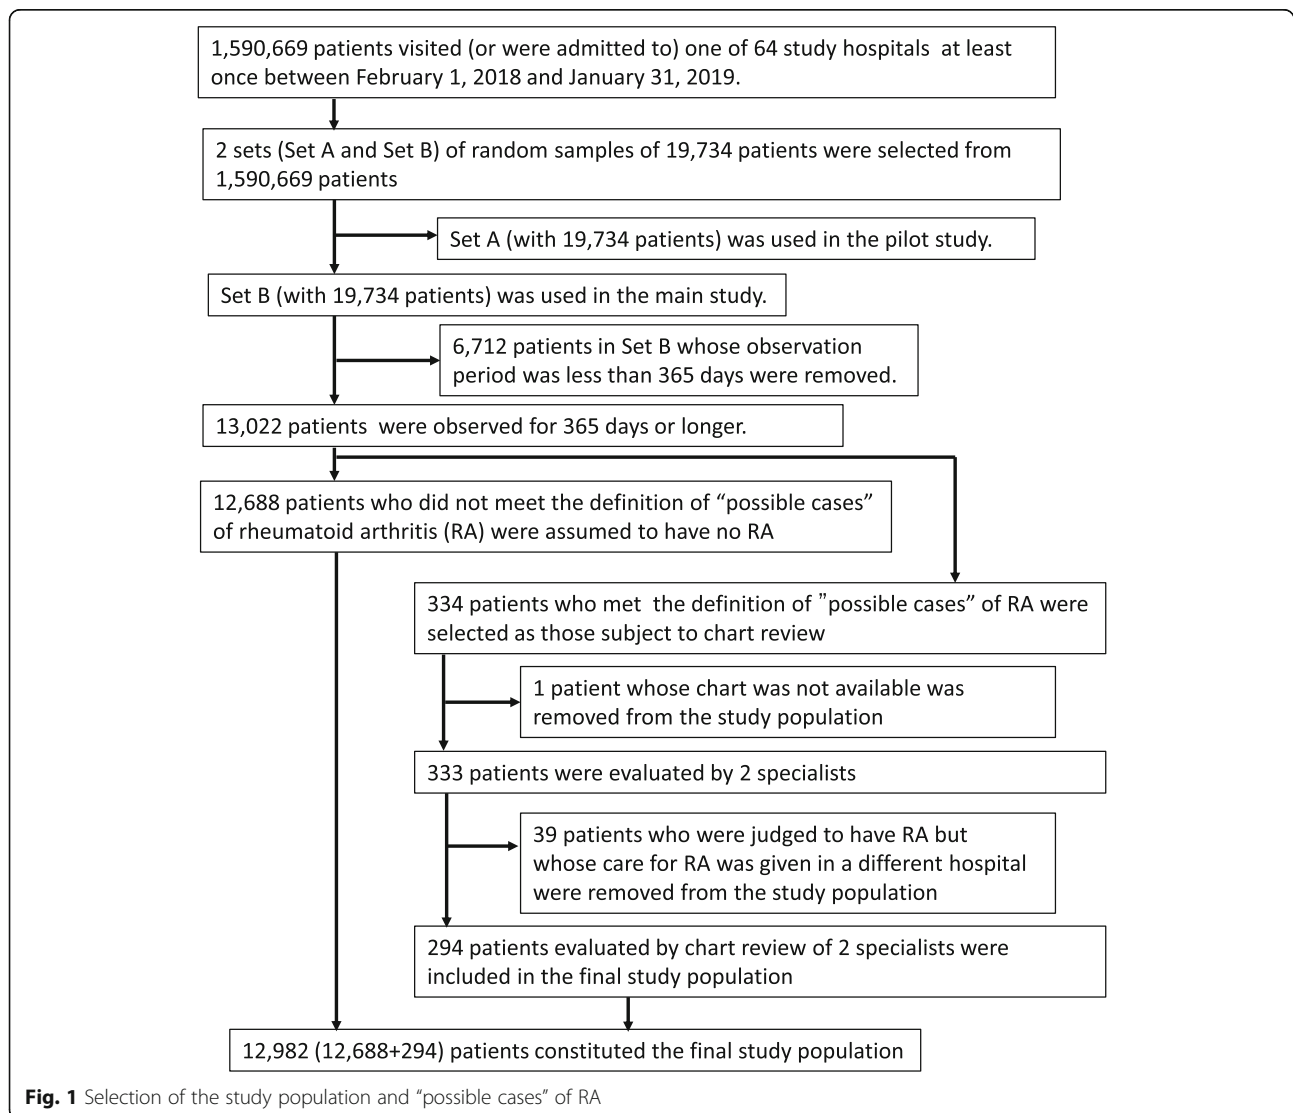 1,590,669 patients visited (or were admitted to) one of 64 study hospitals at least
once between February 1, 2018 and January 31, 2019.
2 sets (Set A and Set B) of random samples of 19,734 patients were selected from
1,590,669 patients
Set A (with 19,734 patients) was used in the pilot study.
Set B (with 19,734 patients) was used in the main study.
6,712 patients in Set B whose observation
period was less than 365 days were removed.
13,022 patients were observed for 365 days or longer.
12,688 patients who did not meet the definition of “possible cases”
of rheumatoid arthritis (RA) were assumed to have no RA
334 patients who met the definition of ”possible cases” of RA were
selected as those subject to chart review
1 patient whose chart was not available was
removed from the study population
333 patients were evaluated by 2 specialists
39 patients who were judged to have RA but
whose care for RA was given in a different hospital
were removed from the study population
294 patients evaluated by chart review of 2 specialists were
included in the final study population
12,982 (12,688+294) patients constituted the final study population
Fig. 1 Selection of the study population and “possible cases” of RA